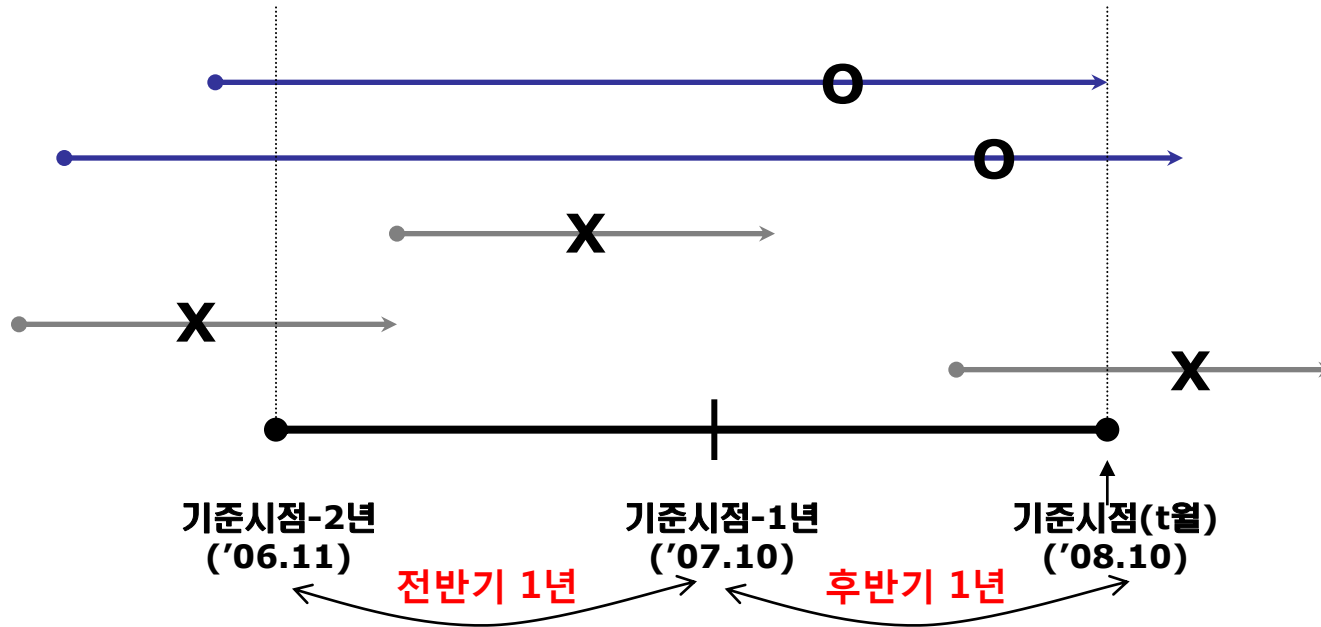 O
O
X
X
X
기준시점-2년
('06.11)
기준시점-1년
('07.10)
기준시점(t월)
('08.10)
전반기 1년
후반기 1년